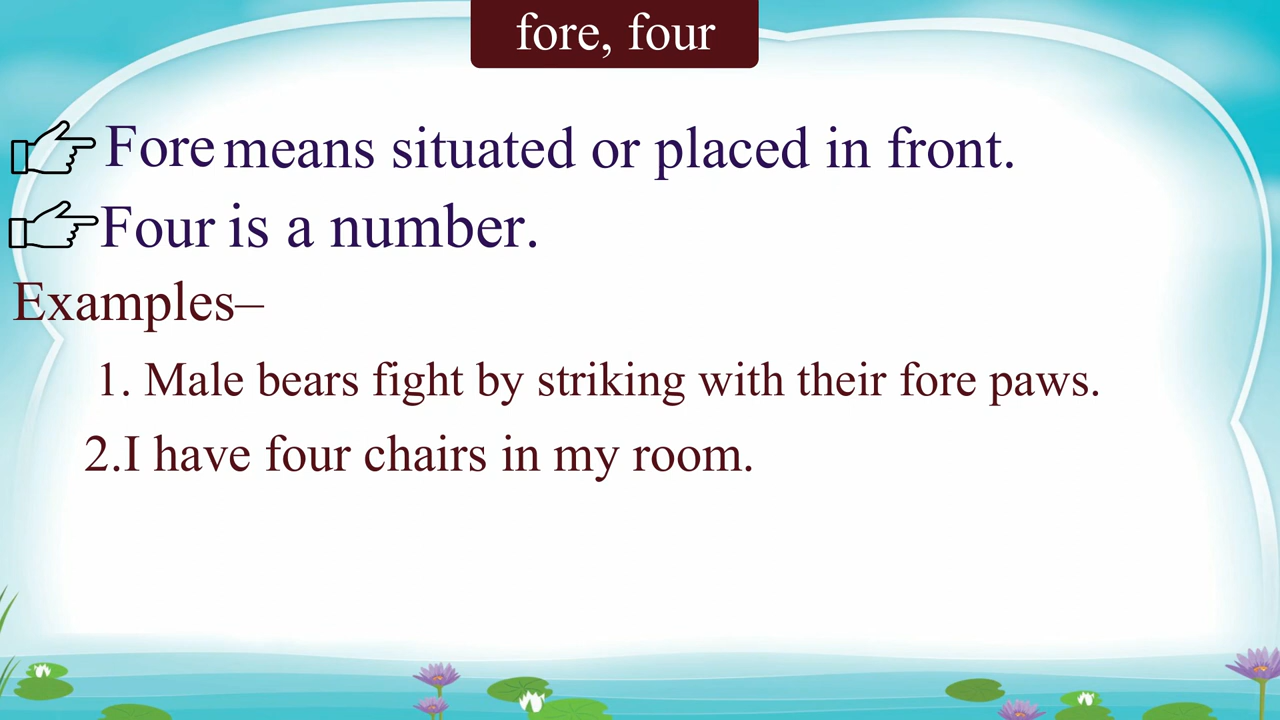 fore, four
Fore means situated or placed in front.
Four is a number.
Examples–
1. Male bears fight by striking with their fore paws.
2.I have four chairs in my room.